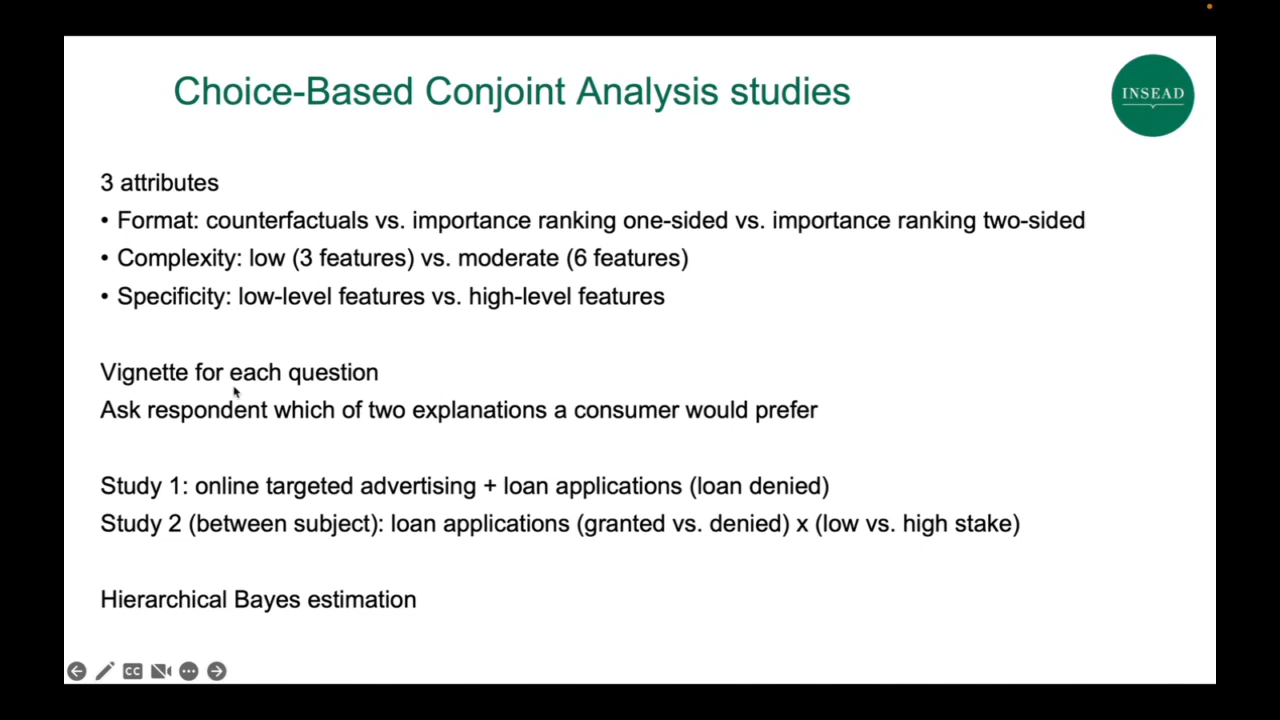 Choice-Based Conjoint Analysis studies
INSEAD
3 attributes
• Format: counterfactuals vs. importance ranking one-sided vs. importance ranking two-sided
• Complexity: low (3 features) vs. moderate (6 features)
• Specificity: low-level features vs. high-level features
Vignette for each question
Ask respondent which of two explanations a consumer would prefer
Study 1: online targeted advertising + loan applications (loan denied)
Study 2 (between subject): loan applications (granted vs. denied) x (low vs. high stake)
Hierarchical Bayes estimation
CC